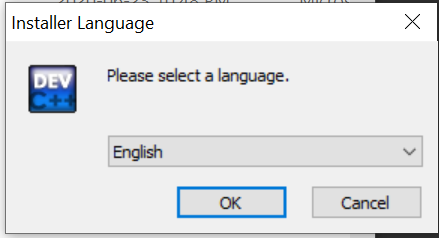 Installer Language
DEV
C++
Please select a language.
English
OK
Cancel